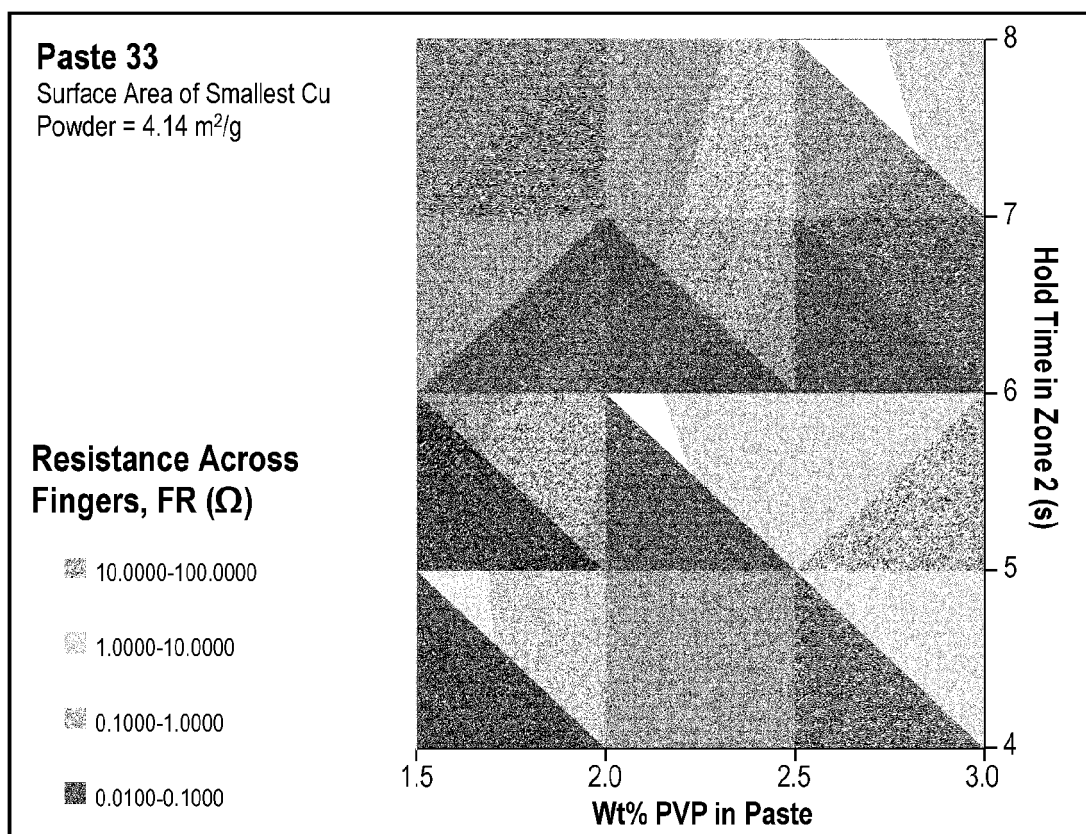 Paste 33
Surface Area of Smallest Cu
Powder = 4.14 m²/g
Resistance Across
Fingers, FR (Ω)
10.0000-100.0000
1.0000-10.0000
0.1000-1.0000
0.0100-0.1000
8
7
6
5
4
Hold Time in Zone 2 (s)
1.5
2.0
2.5
3.0
Wt% PVP in Paste